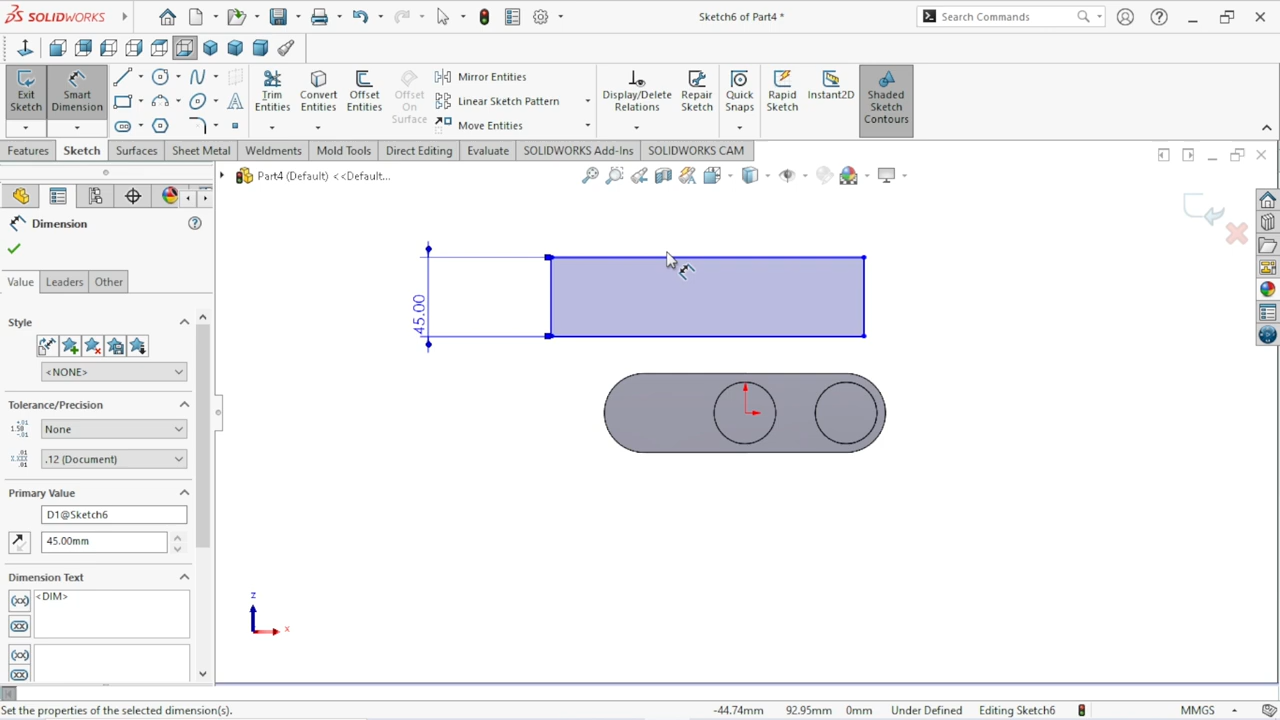 SOLIDWORKS
Sketch6 of Part4 *
Search Commands
Exit Sketch
Smart Dimension
Trim Entities
Convert Entities
Offset Entities
Offset On Surface
Mirror Entities
Linear Sketch Pattern
Move Entities
Display/Delete Relations
Repair Sketch
Quick Snaps
Rapid Sketch
Instant2D
Shaded Sketch Contours
Features
Sketch
Surfaces
Sheet Metal
Weldments
Mold Tools
Direct Editing
Evaluate
SOLIDWORKS Add-Ins
SOLIDWORKS CAM
Part4 (Default) <<Default...
Dimension
Value
Leaders
Other
Style
<NONE>
Tolerance/Precision
None
.12 (Document)
Primary Value
D1@Sketch6
45.00mm
Dimension Text
<DIM>
45.00
z
x
Set the properties of the selected dimension(s).
-44.74mm
92.95mm
0mm
Under Defined
Editing Sketch6
MMGS